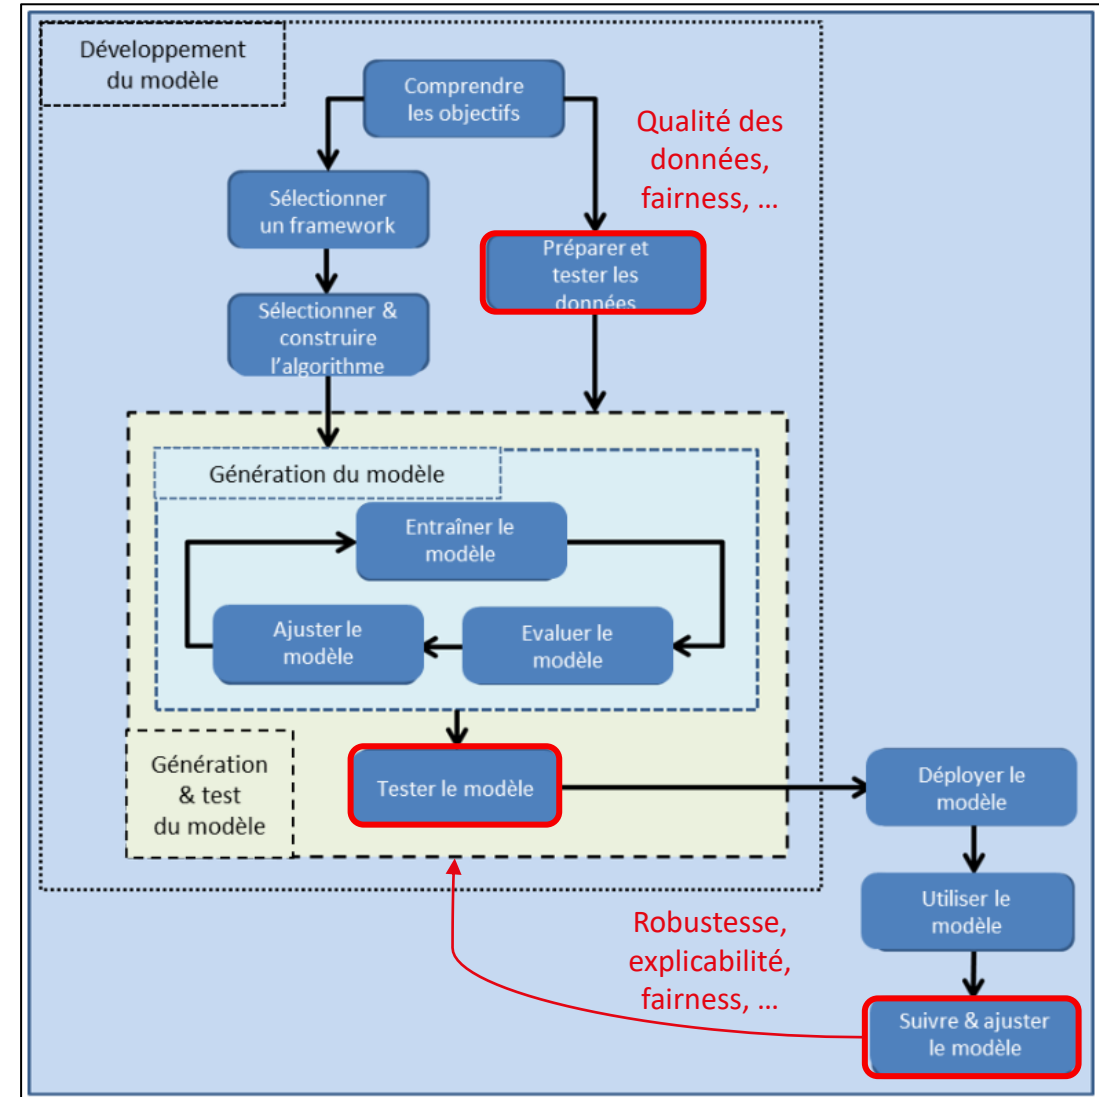 Développement
du modèle
Comprendre
les objectifs
Qualité des
données,
fairness, ...
Sélectionner
un framework
Préparer et
tester les
données
Sélectionner &
construire
l'algorithme
Génération du modèle
Entraîner le
modèle
Ajuster le
modèle
Evaluer le
modèle
Génération
& test
du modèle
Tester le modèle
Déployer le
modèle
Utiliser le
modèle
Robustesse,
explicabilité,
fairness, ...
Suivre & ajuster
le modèle